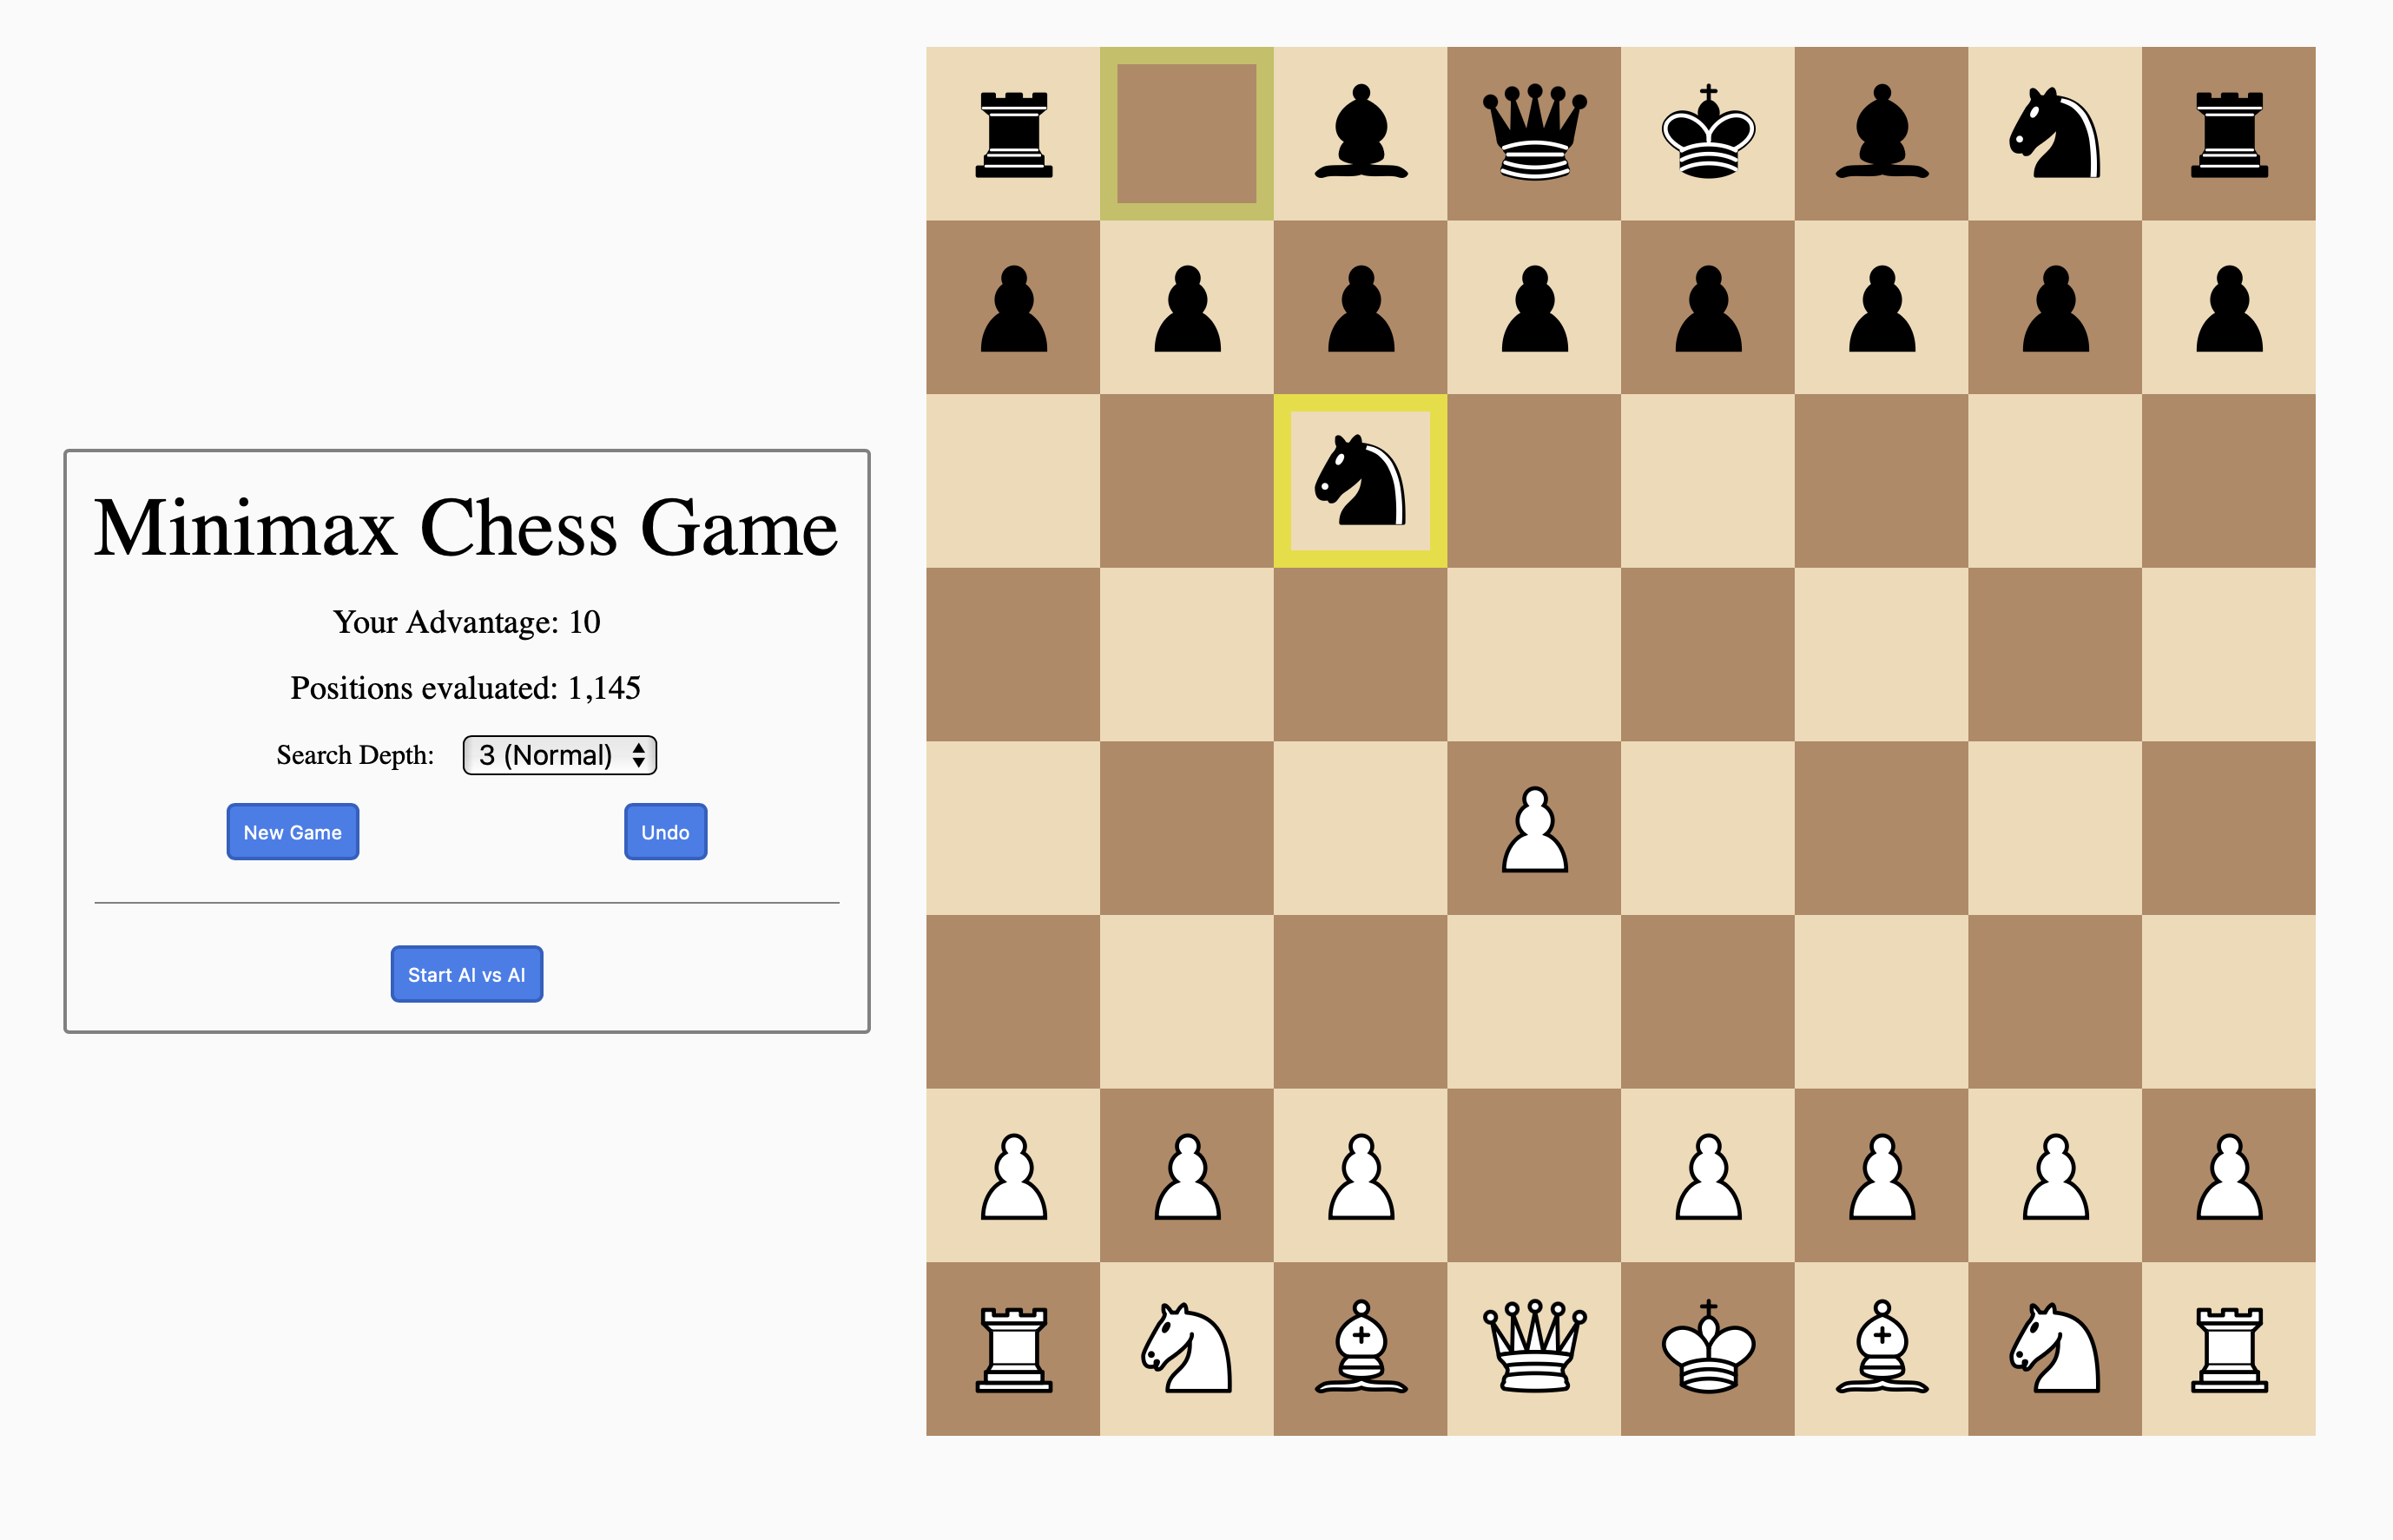 Minimax Chess Game
Your Advantage: 10
Positions evaluated: 1,145
Search Depth: 3 (Normal)
New Game Undo
Start AI vs AI